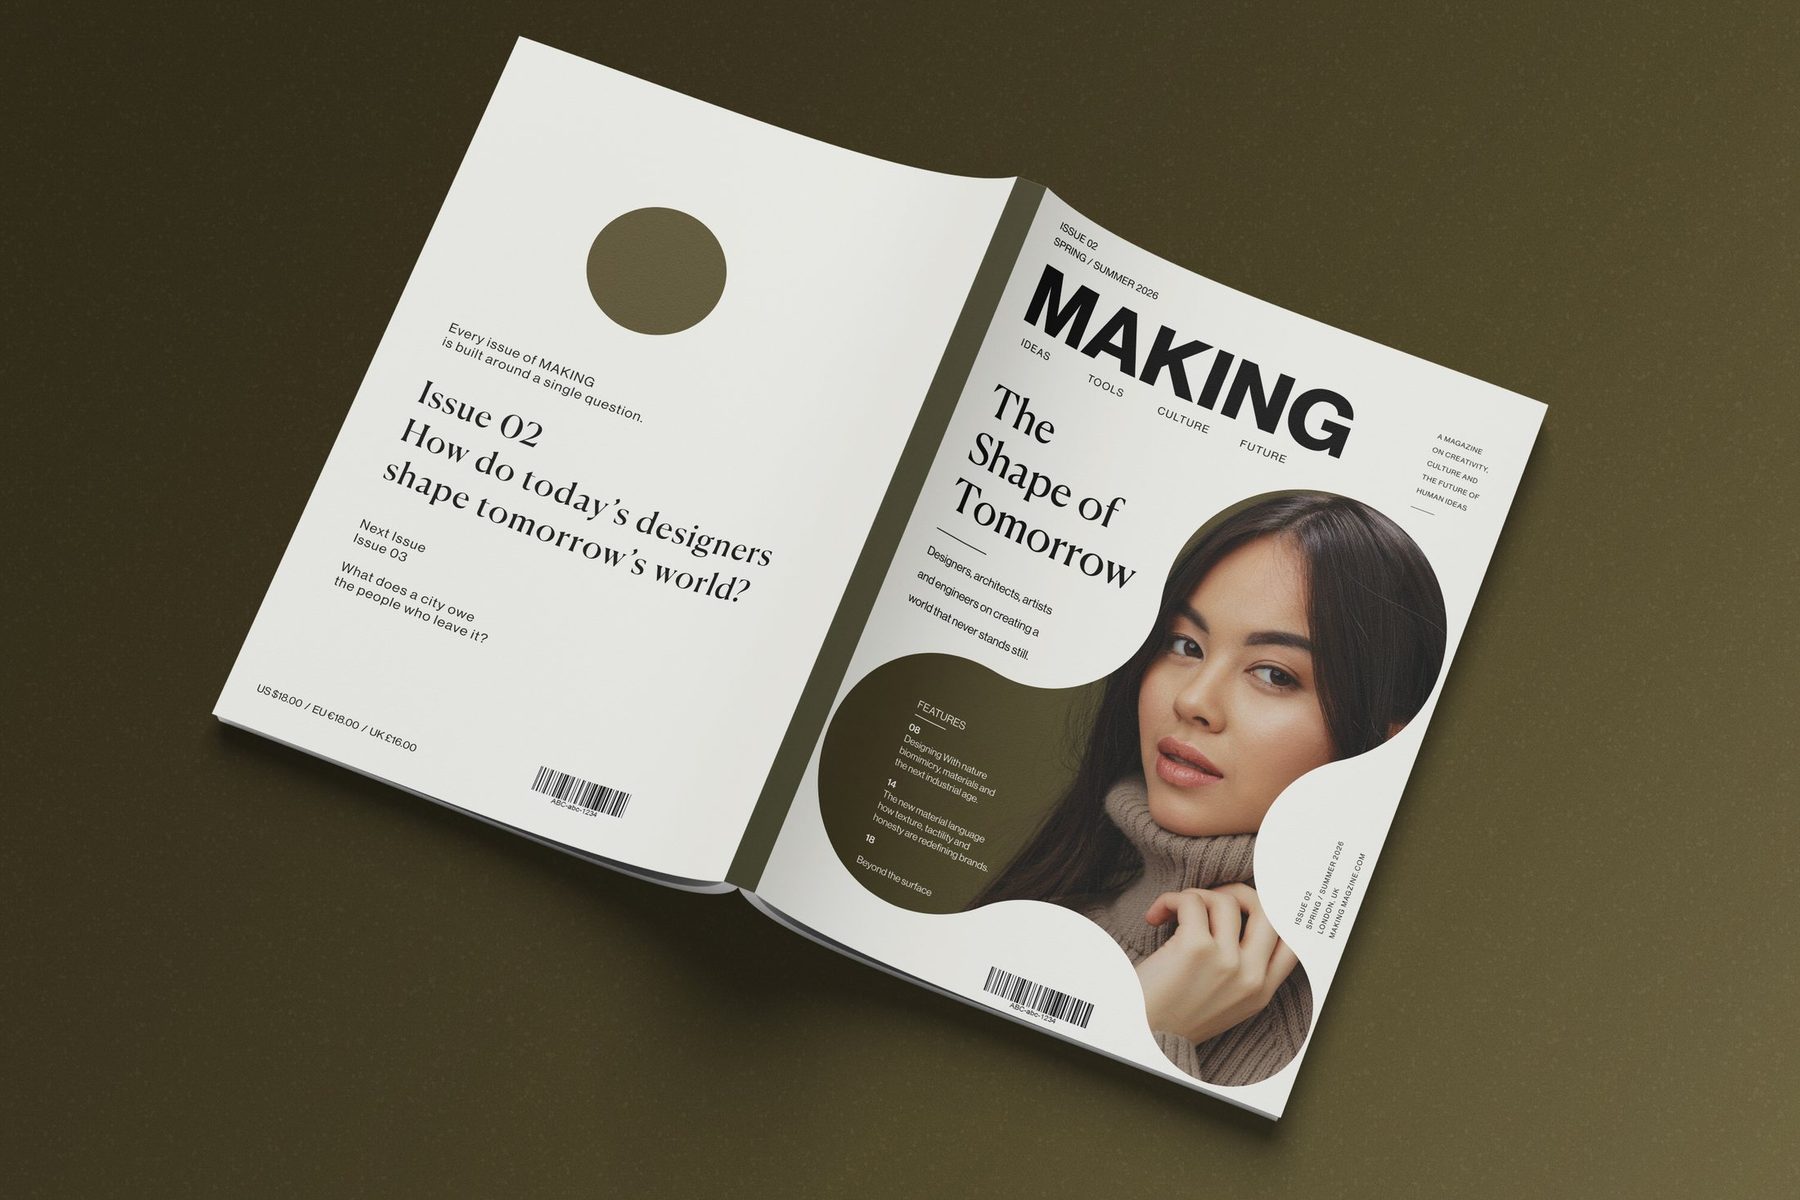 Every issue of MAKING
is built around a single question.
Issue 02
How do today’s designers
shape tomorrow’s world?
Next Issue
Issue 03
What does a city owe
the people who leave it?
US $18.00 / EU €18.00 / UK £16.00
ABC-abc-1234
ISSUE 02
SPRING / SUMMER 2026
MAKING
IDEAS
TOOLS
CULTURE
FUTURE
A MAGAZINE
ON CREATIVITY,
CULTURE AND
THE FUTURE OF
HUMAN IDEAS
The
Shape of
Tomorrow
Designers, architects, artists
and engineers on creating a
world that never stands still.
FEATURES
08
Designing With nature
biomimicry, materials and
the next industrial age.
14
The new material language
how texture, tactility and
honesty are redefining brands.
18
Beyond the surface
ISSUE 02
SPRING / SUMMER 2026
LONDON, UK
MAKING MAGZINE.COM
ABC-abc-1234